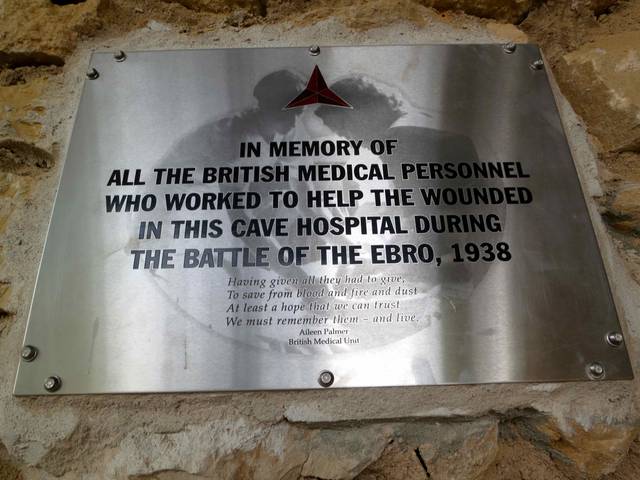 IN MEMORY OF
ALL THE BRITISH MEDICAL PERSONNEL
WHO WORKED TO HELP THE WOUNDED
IN THIS CAVE HOSPITAL DURING
THE BATTLE OF THE EBRO, 1938
Having given all they had to give,
To save from blood and fire and dust
At least a hope that we can trust
We must remember them – and live.
Aileen Palmer
British Medical Unit